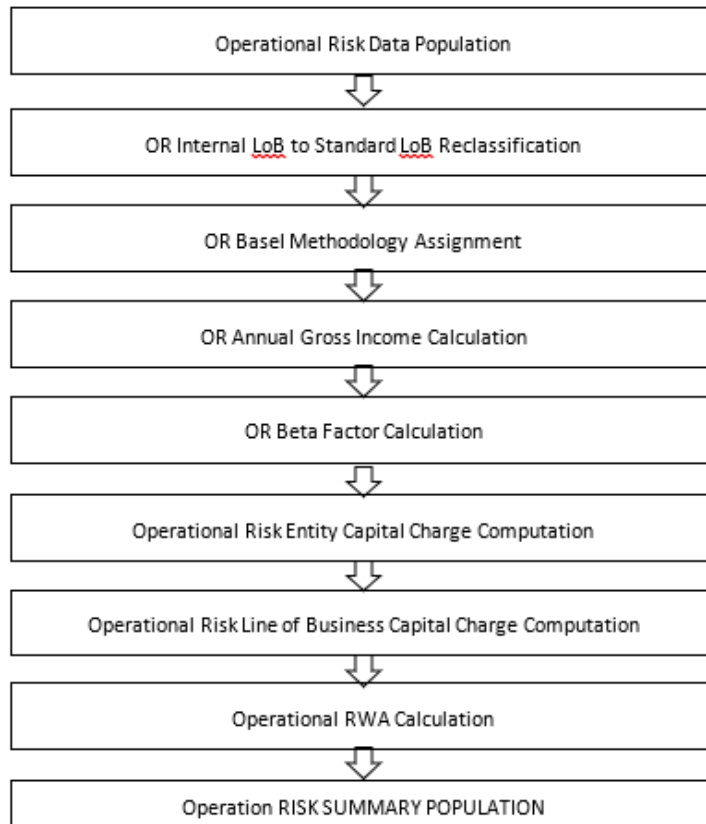 Operational Risk Data Population
OR Internal LoB to Standard LoB Reclassification
OR Basel Methodology Assignment
OR Annual Gross Income Calculation
OR Beta Factor Calculation
Operational Risk Entity Capital Charge Computation
Operational Risk Line of Business Capital Charge Computation
Operational RWA Calculation
Operation RISK SUMMARY POPULATION